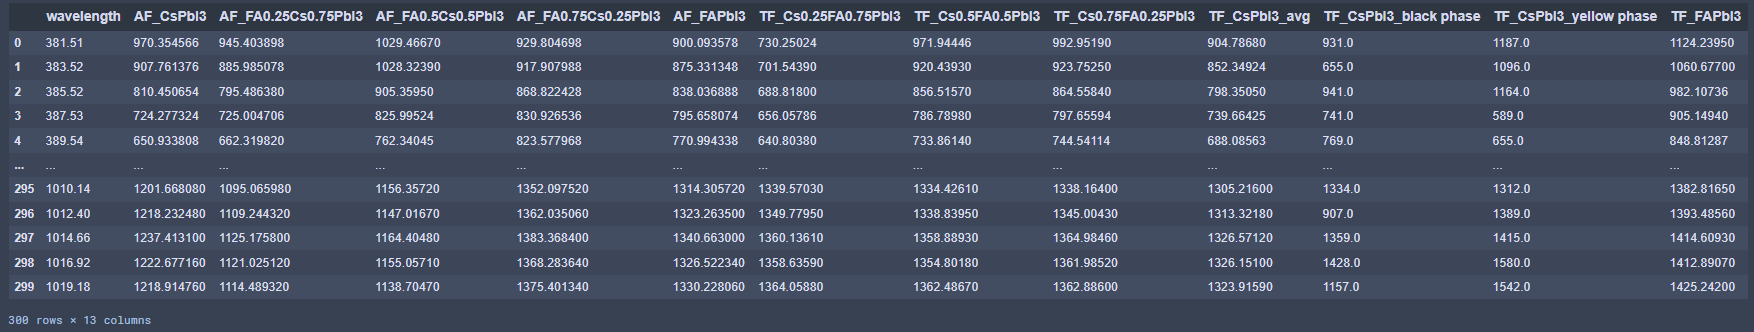 wavelength AF_CsPbI3 AF_FA0.25Cs0.75PbI3 AF_FA0.5Cs0.5PbI3 AF_FA0.75Cs0.25PbI3 AF_FAPbI3 TF_Cs0.25FA0.75PbI3 TF_Cs0.5FA0.5PbI3 TF_Cs0.75FA0.25PbI3 TF_CsPbI3_avg TF_CsPbI3_black phase TF_CsPbI3_yellow phase TF_FAPbI3
0 381.51 970.354566 945.403898 1029.46670 929.804698 900.093578 730.25024 971.94446 992.95190 904.78680 931.0 1187.0 1124.23950
1 383.52 907.761376 885.985078 1028.32390 917.907988 875.331348 701.54390 920.43930 923.75250 852.34924 655.0 1096.0 1060.67700
2 385.52 810.450654 795.486380 905.35950 868.822428 838.036888 688.81800 856.51570 864.55840 798.35050 941.0 1164.0 982.10736
3 387.53 724.277324 725.004706 825.99524 830.926536 795.658074 656.05786 786.78980 797.65594 739.66425 741.0 589.0 905.14940
4 389.54 650.933808 662.319820 762.34045 823.577968 770.994338 640.80380 733.86140 744.54114 688.08563 769.0 655.0 848.81287
... ... ... ... ... ... ... ... ... ... ... ... ... ...
295 1010.14 1201.668080 1095.065980 1156.35720 1352.097520 1314.305720 1339.57030 1334.42610 1338.16400 1305.21600 1334.0 1312.0 1382.81650
296 1012.40 1218.232480 1109.244320 1147.01670 1362.035060 1323.263500 1349.77950 1338.83950 1345.00430 1313.32180 907.0 1389.0 1393.48560
297 1014.66 1237.413100 1125.175800 1164.40480 1383.368400 1340.663000 1360.13610 1358.88930 1364.98460 1326.57120 1359.0 1415.0 1414.60930
298 1016.92 1222.677160 1121.025120 1155.05710 1368.283640 1326.522340 1358.63590 1354.80180 1361.98520 1326.15100 1428.0 1580.0 1412.89070
299 1019.18 1218.914760 1114.489320 1138.70470 1375.401340 1330.228060 1364.05880 1362.48670 1362.88600 1323.91590 1157.0 1542.0 1425.24200
300 rows × 13 columns